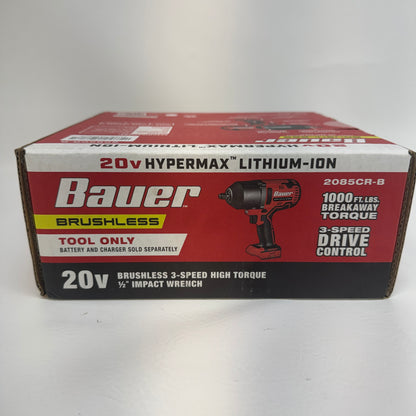 20V HYPERMAX™ LITHIUM-ION
Bauer
BRUSHLESS
TOOL ONLY
BATTERY AND CHARGER SOLD SEPARATELY
2085CR-B
1000 FT. LBS.
BREAKAWAY
TORQUE
3-SPEED
DRIVE
CONTROL
20V
BRUSHLESS 3-SPEED HIGH TORQUE
½" IMPACT WRENCH